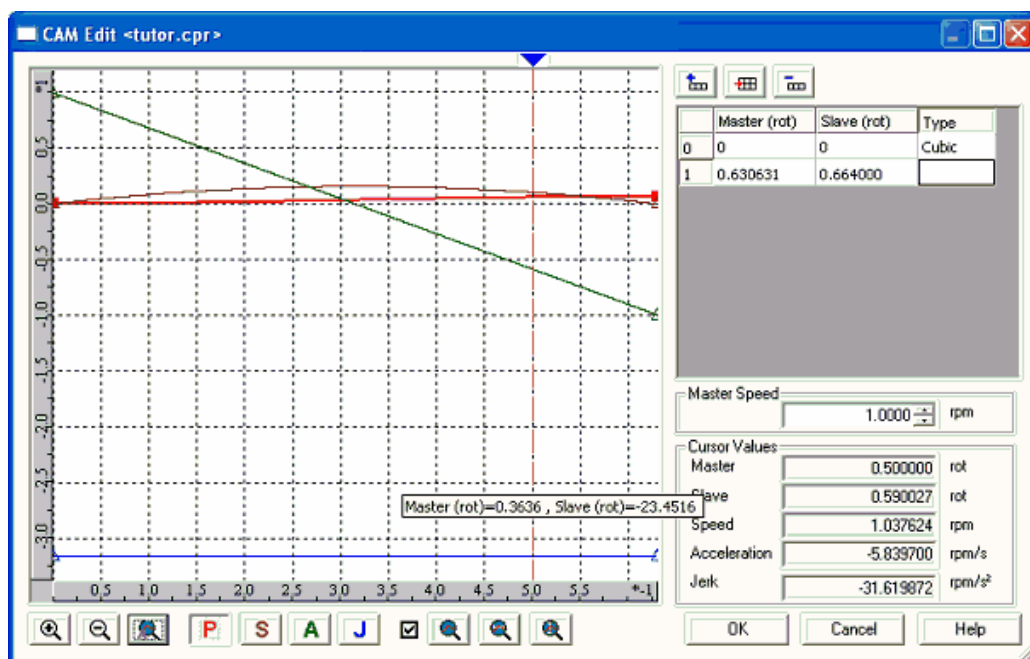 CAM Edit <tutor.cpr>
*1
0,5
0,0
-0,5
-1,0
-1,5
-2,0
-2,5
-3,0
0,5 1,0 1,5 2,0 2,5 3,0 3,5 4,0 4,5 5,0 5,5 *-1
Master (rot)=0.3636 , Slave (rot)=-23.4516
P S A J
Master (rot) Slave (rot) Type
0 0 0 Cubic
1 0.630631 0.664000
Master Speed
1.0000 rpm
Cursor Values
Master 0.500000 rot
Slave 0.590027 rot
Speed 1.037624 rpm
Acceleration -5.839700 rpm/s
Jerk -31.619872 rpm/s²
OK Cancel Help